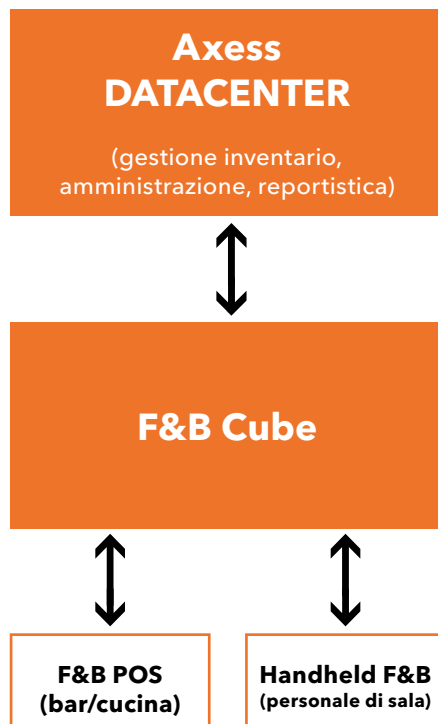 Axess
DATACENTER
(gestione inventario,
amministrazione, reportistica)
F&B Cube
F&B POS
(bar/cucina)
Handheld F&B
(personale di sala)